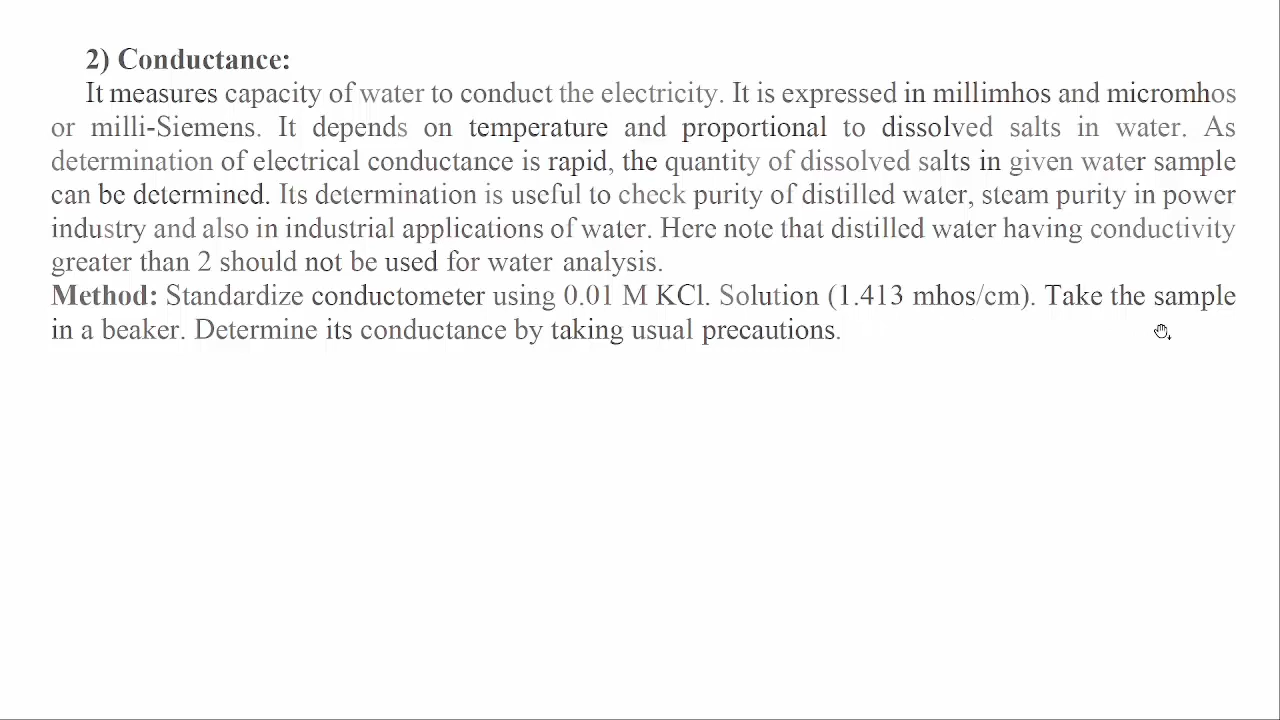 2) Conductance:
It measures capacity of water to conduct the electricity. It is expressed in millimhos and micromhos
or milli-Siemens. It depends on temperature and proportional to dissolved salts in water. As
determination of electrical conductance is rapid, the quantity of dissolved salts in given water sample
can be determined. Its determination is useful to check purity of distilled water, steam purity in power
industry and also in industrial applications of water. Here note that distilled water having conductivity
greater than 2 should not be used for water analysis.
Method: Standardize conductometer using 0.01 M KCl. Solution (1.413 mhos/cm). Take the sample
in a beaker. Determine its conductance by taking usual precautions.